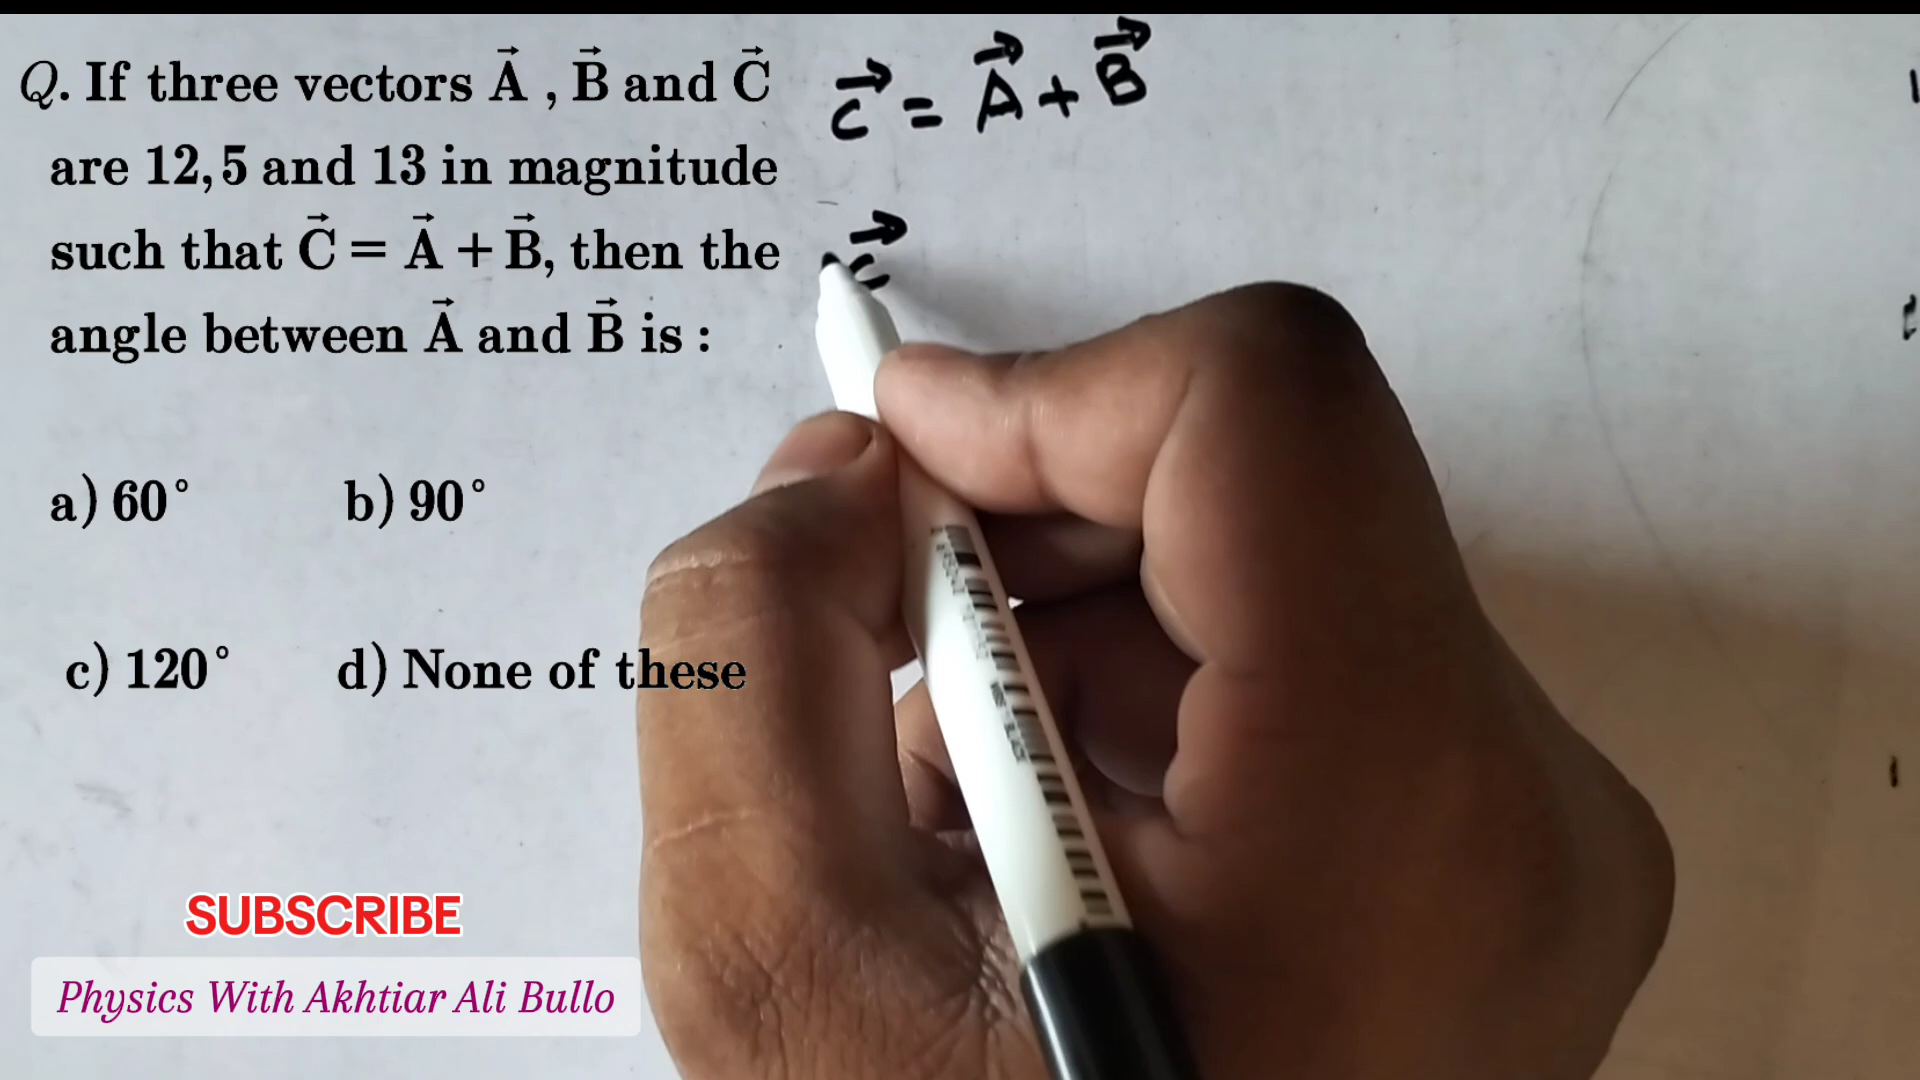 Q. If three vectors A⃗ , B⃗ and C⃗
are 12, 5 and 13 in magnitude
such that C⃗ = A⃗ + B⃗, then the
angle between A⃗ and B⃗ is :
a) 60° b) 90°
c) 120° d) None of these
C⃗ = A⃗ + B⃗
C⃗
SUBSCRIBE
Physics With Akhtiar Ali Bullo